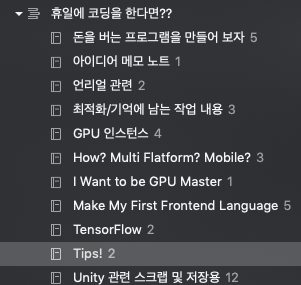 휴일에 코딩을 한다면??
돈을 버는 프로그램을 만들어 보자 5
아이디어 메모 노트 1
언리얼 관련 2
최적화/기억에 남는 작업 내용 3
GPU 인스턴스 4
How? Multi Flatform? Mobile? 3
I Want to be GPU Master 1
Make My First Frontend Language 5
TensorFlow 2
Tips! 2
Unity 관련 스크랩 및 저장용 12